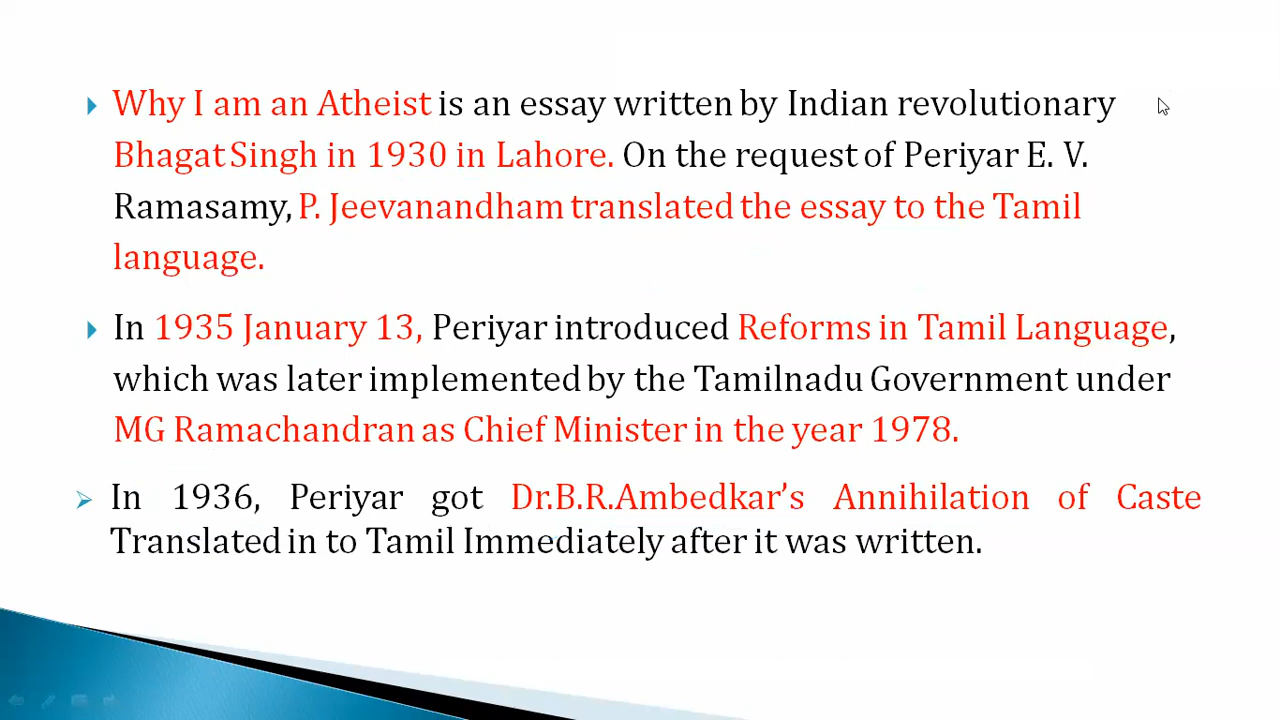 Why I am an Atheist is an essay written by Indian revolutionary
Bhagat Singh in 1930 in Lahore. On the request of Periyar E. V.
Ramasamy, P. Jeevanandham translated the essay to the Tamil
language.
In 1935 January 13, Periyar introduced Reforms in Tamil Language,
which was later implemented by the Tamilnadu Government under
MG Ramachandran as Chief Minister in the year 1978.
In 1936, Periyar got Dr.B.R.Ambedkar’s Annihilation of Caste
Translated in to Tamil Immediately after it was written.